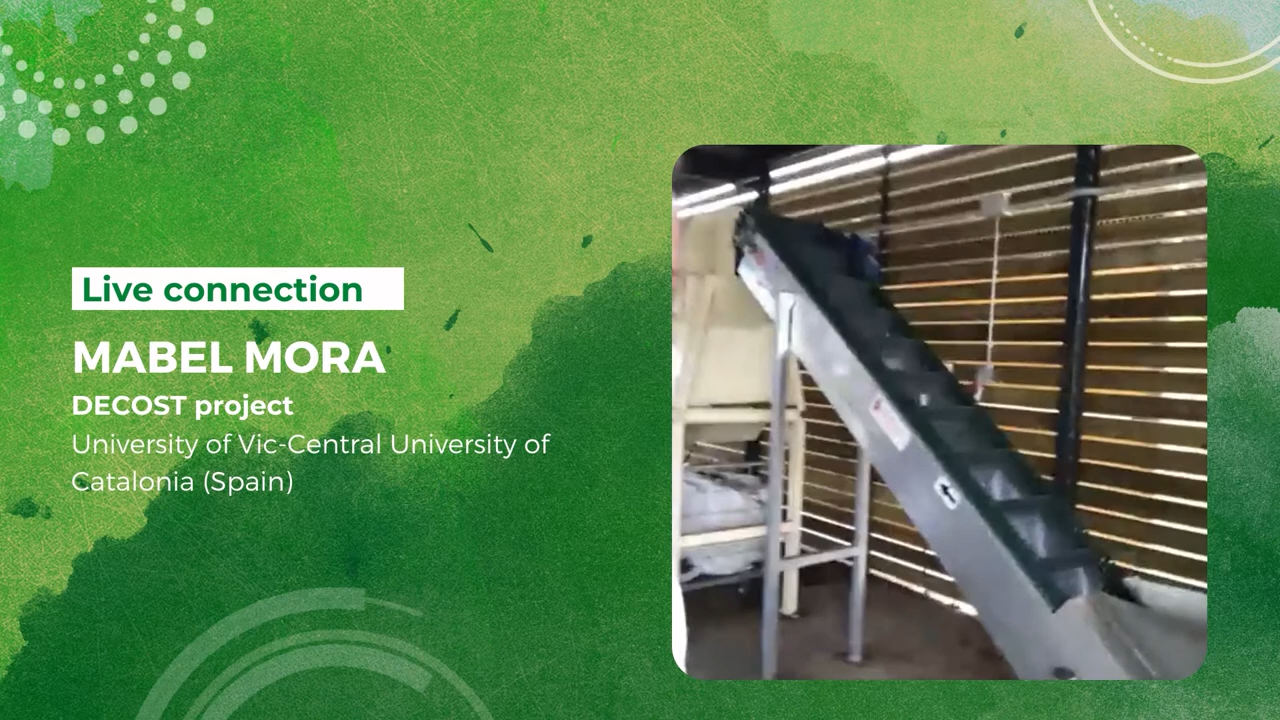 Live connection
MABEL MORA
DECOST project
University of Vic-Central University of
Catalonia (Spain)